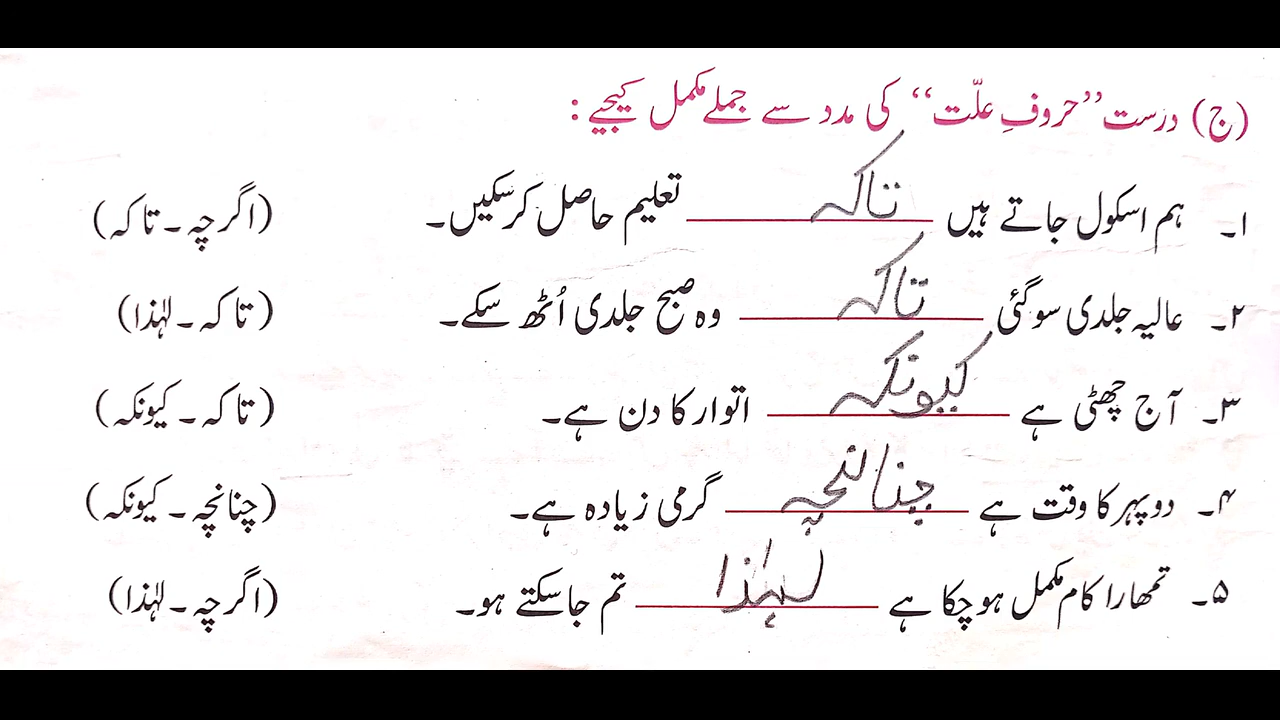 (ج) درست ”حروفِ علّت“ کی مدد سے جملے مکمل کیجیے:
۱۔ ہم اسکول جاتے ہیں تاکہ تعلیم حاصل کرسکیں۔ (اگرچہ۔تاکہ)
۲۔ عالیہ جلدی سوگئی تاکہ وہ صبح جلدی اُٹھ سکے۔ (تاکہ۔لہٰذا)
۳۔ آج چھٹی ہے کیونکہ اتوار کا دن ہے۔ (تاکہ۔کیونکہ)
۴۔ دوپہر کا وقت ہے چنانچہ گرمی زیادہ ہے۔ (چنانچہ۔کیونکہ)
۵۔ تمھارا کام مکمل ہوچکا ہے لہٰذا تم جاسکتے ہو۔ (اگرچہ۔لہٰذا)